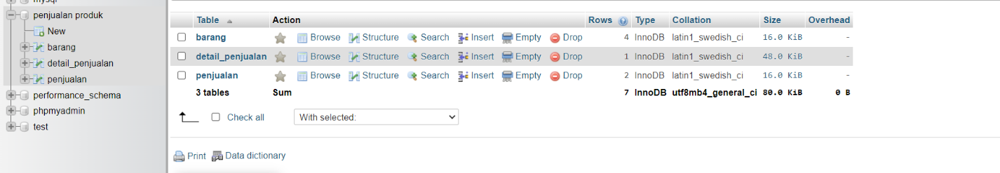 mysql
penjualan produk
New
barang
detail_penjualan
penjualan
performance_schema
phpmyadmin
test
Table Action Rows Type Collation Size Overhead
barang Browse Structure Search Insert Empty Drop 4 InnoDB latin1_swedish_ci 16.0 KiB -
detail_penjualan Browse Structure Search Insert Empty Drop 1 InnoDB latin1_swedish_ci 48.0 KiB -
penjualan Browse Structure Search Insert Empty Drop 2 InnoDB latin1_swedish_ci 16.0 KiB -
3 tables Sum 7 InnoDB utf8mb4_general_ci 80.0 KiB 0 B
Check all With selected:
Print Data dictionary